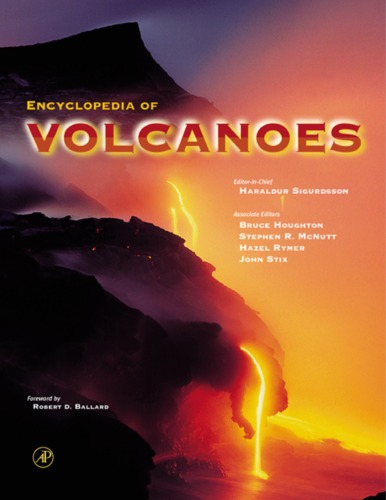 ENCYCLOPEDIA OF
VOLCANOES
Editor-in-Chief
HARALDUR SIGURDSSON
Associate Editors
BRUCE HOUGHTON
STEPHEN R. MCNUTT
HAZEL RYMER
JOHN STIX
Foreword by
ROBERT D. BALLARD
AP